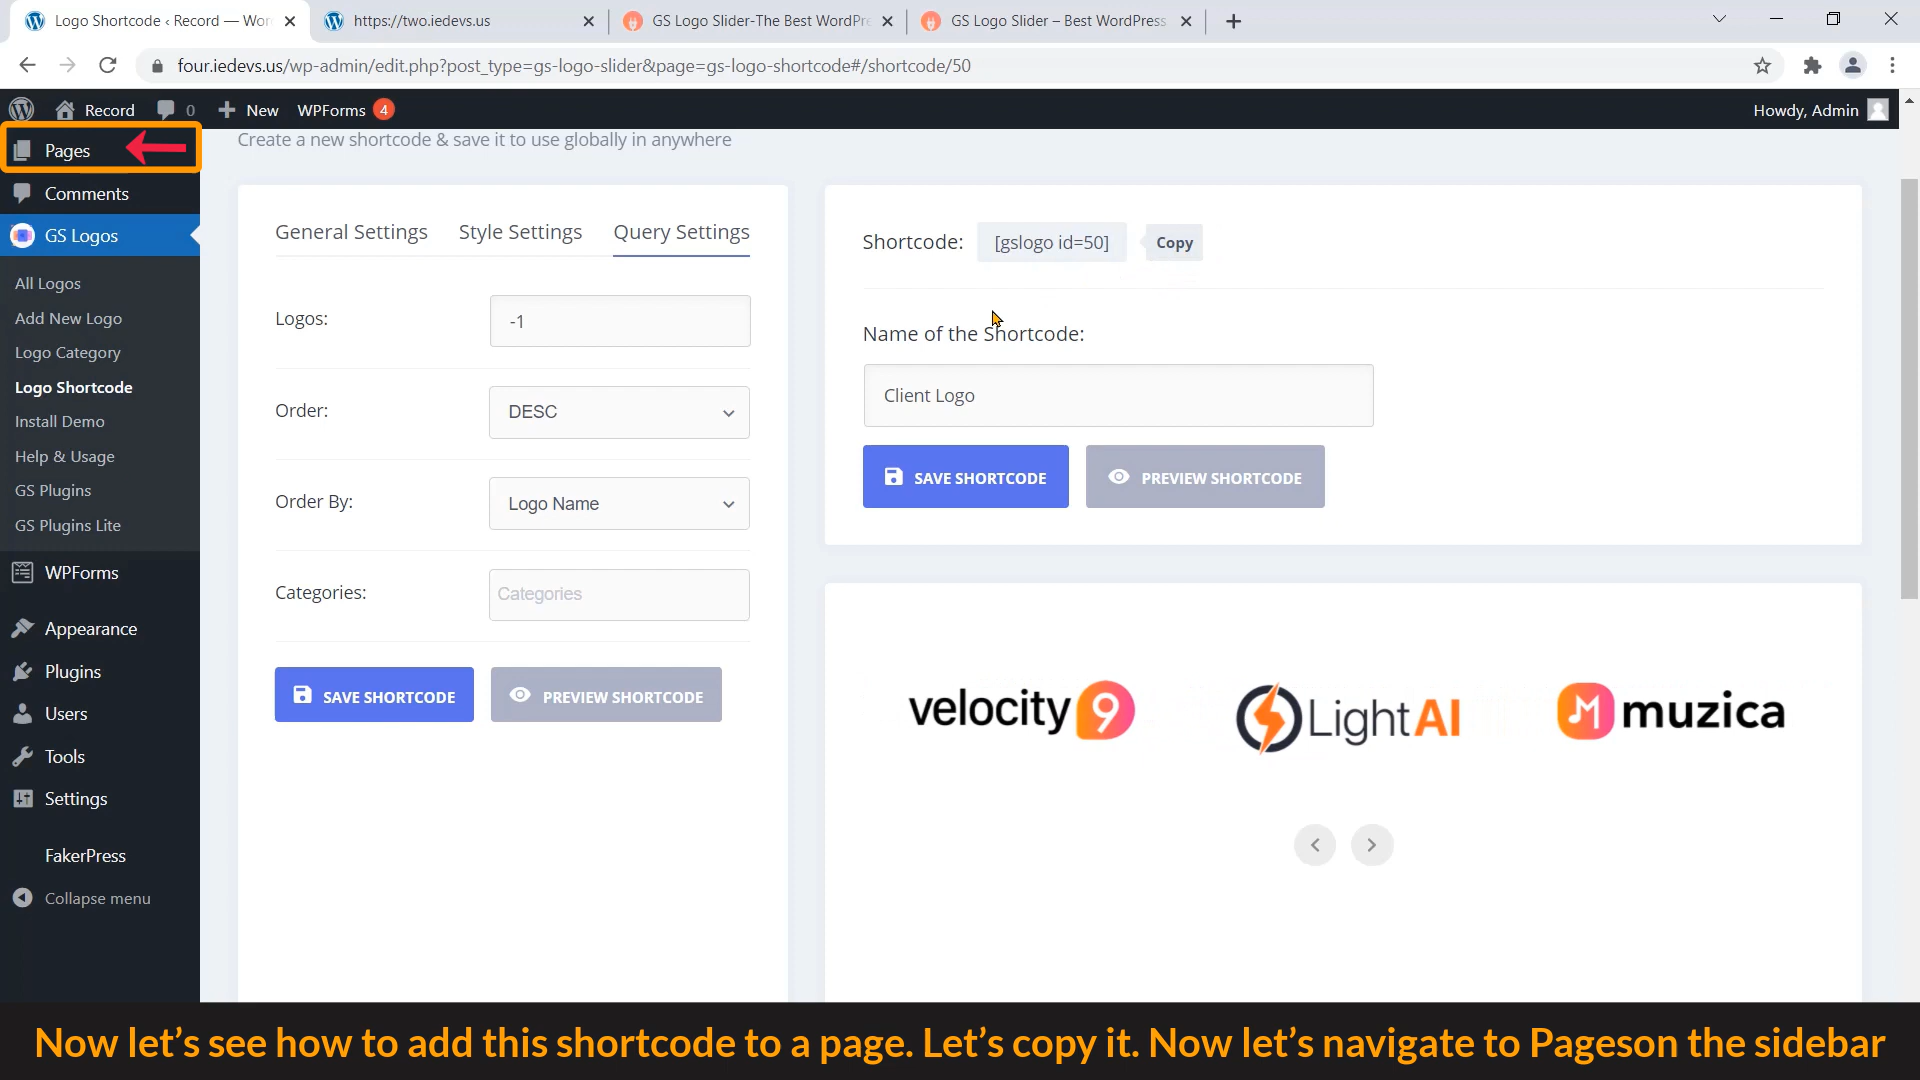 Logo Shortcode ‹ Record — Wor
https://two.iedevs.us
GS Logo Slider-The Best WordPre
GS Logo Slider – Best WordPress
four.iedevs.us/wp-admin/edit.php?post_type=gs-logo-slider&page=gs-logo-shortcode#/shortcode/50
Record
0
New
WPForms
4
Howdy, Admin
Pages
Comments
GS Logos
All Logos
Add New Logo
Logo Category
Logo Shortcode
Install Demo
Help & Usage
GS Plugins
GS Plugins Lite
WPForms
Appearance
Plugins
Users
Tools
Settings
FakerPress
Collapse menu
Create a new shortcode & save it to use globally in anywhere
General Settings
Style Settings
Query Settings
Logos:
-1
Order:
DESC
Order By:
Logo Name
Categories:
Categories
SAVE SHORTCODE
PREVIEW SHORTCODE
Shortcode:
[gslogo id=50]
Copy
Name of the Shortcode:
Client Logo
SAVE SHORTCODE
PREVIEW SHORTCODE
velocity 9
Light AI
M muzica
Now let’s see how to add this shortcode to a page. Let’s copy it. Now let’s navigate to Pageson the sidebar